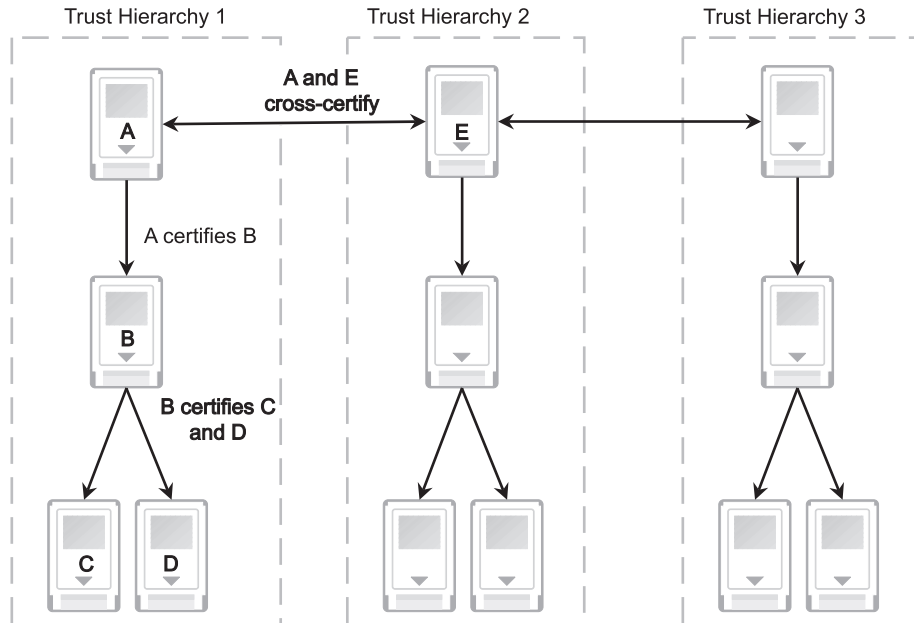 Trust Hierarchy 1
Trust Hierarchy 2
Trust Hierarchy 3
A and E
cross-certify
A
E
A certifies B
B
B certifies C
and D
C
D